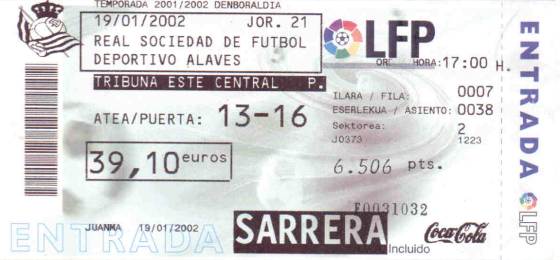 TEMPORADA 2001/2002 DENBORALDIA
19/01/2002 JOR. 21
REAL SOCIEDAD DE FUTBOL
DEPORTIVO ALAVES
TRIBUNA ESTE CENTRAL P.
LFP
HORA:17:00 H.
ATEA/PUERTA: 13-16
ILARA / FILA: 0007
ESERLEKUA / ASIENTO: 0038
Sektorea: 2
J0373 1223
39,10 euros
6.506 pts.
F0031032
JUANMA 19/01/2002
SARRERA
Coca-Cola
Incluido
ENTRADA
ENTRADA
LFP